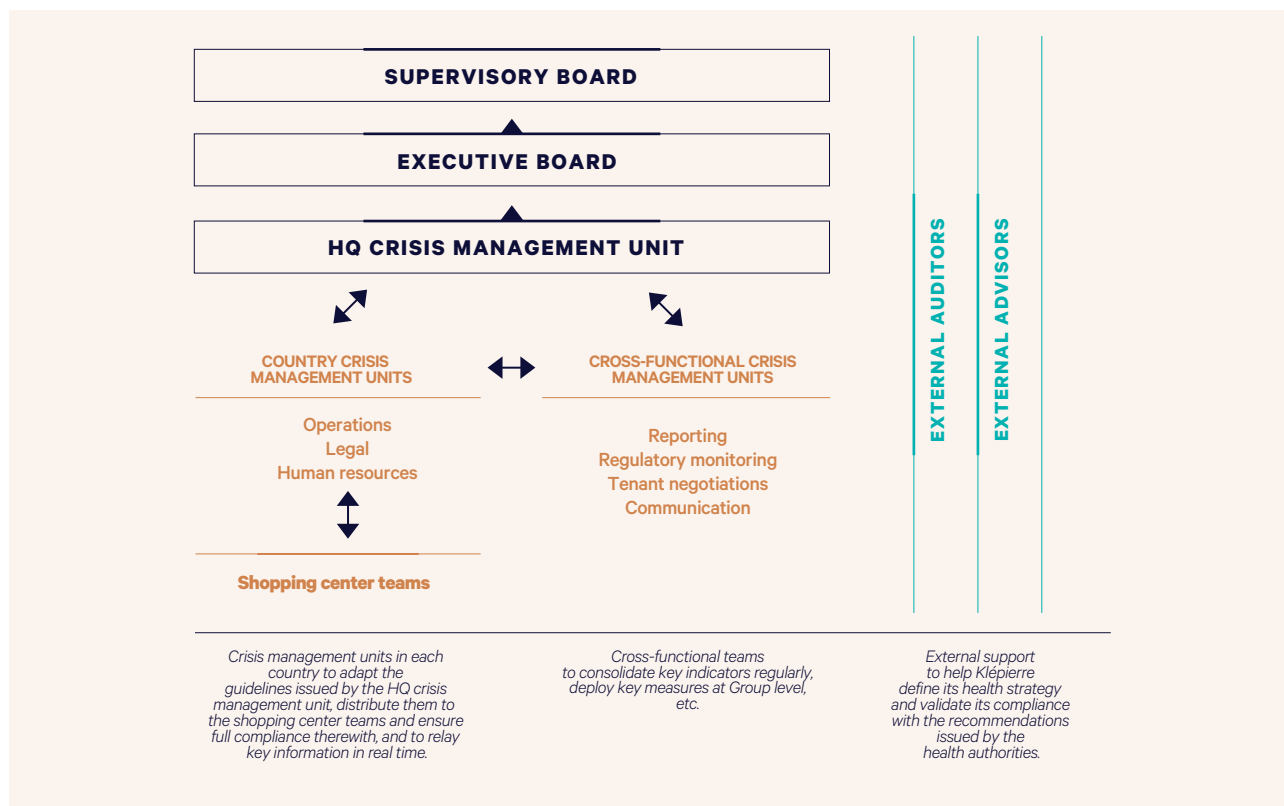 SUPERVISORY BOARD
EXECUTIVE BOARD
HQ CRISIS MANAGEMENT UNIT
COUNTRY CRISIS
MANAGEMENT UNITS
Operations
Legal
Human resources
Shopping center teams
CROSS-FUNCTIONAL CRISIS
MANAGEMENT UNITS
Reporting
Regulatory monitoring
Tenant negotiations
Communication
EXTERNAL AUDITORS
EXTERNAL ADVISORS
Crisis management units in each
country to adapt the
guidelines issued by the HQ crisis
management unit, distribute them to
the shopping center teams and ensure
full compliance therewith, and to relay
key information in real time.
Cross-functional teams
to consolidate key indicators regularly,
deploy key measures at Group level,
etc.
External support
to help Klépierre
define its health strategy
and validate its compliance
with the recommendations
issued by the
health authorities.